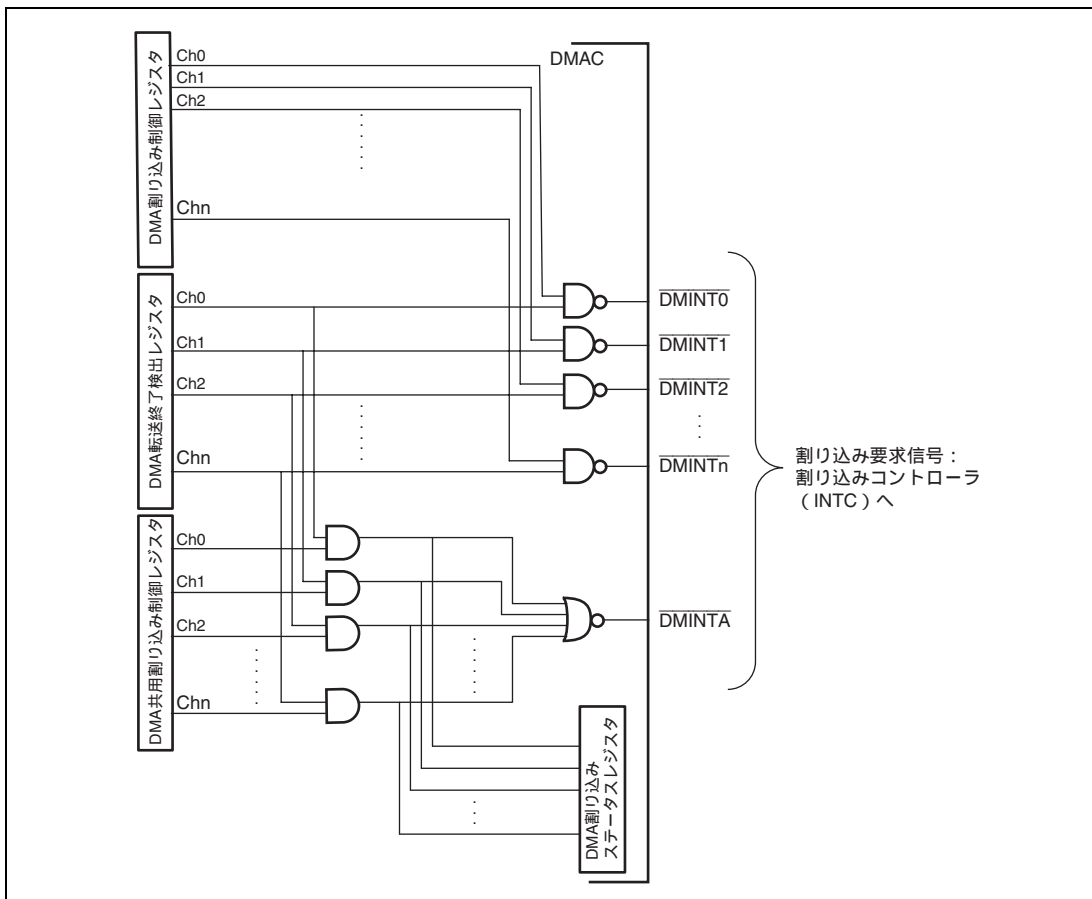 DMA割り込み制御レジスタ
Ch0
Ch1
Ch2
Chn
DMAC
DMA転送終了検出レジスタ
Ch0
Ch1
Ch2
Chn
DMINT0
DMINT1
DMINT2
DMINTn
割り込み要求信号：
割り込みコントローラ
（INTC）へ
DMA共用割り込み制御レジスタ
Ch0
Ch1
Ch2
Chn
DMINTA
DMA割り込み
ステータスレジスタ